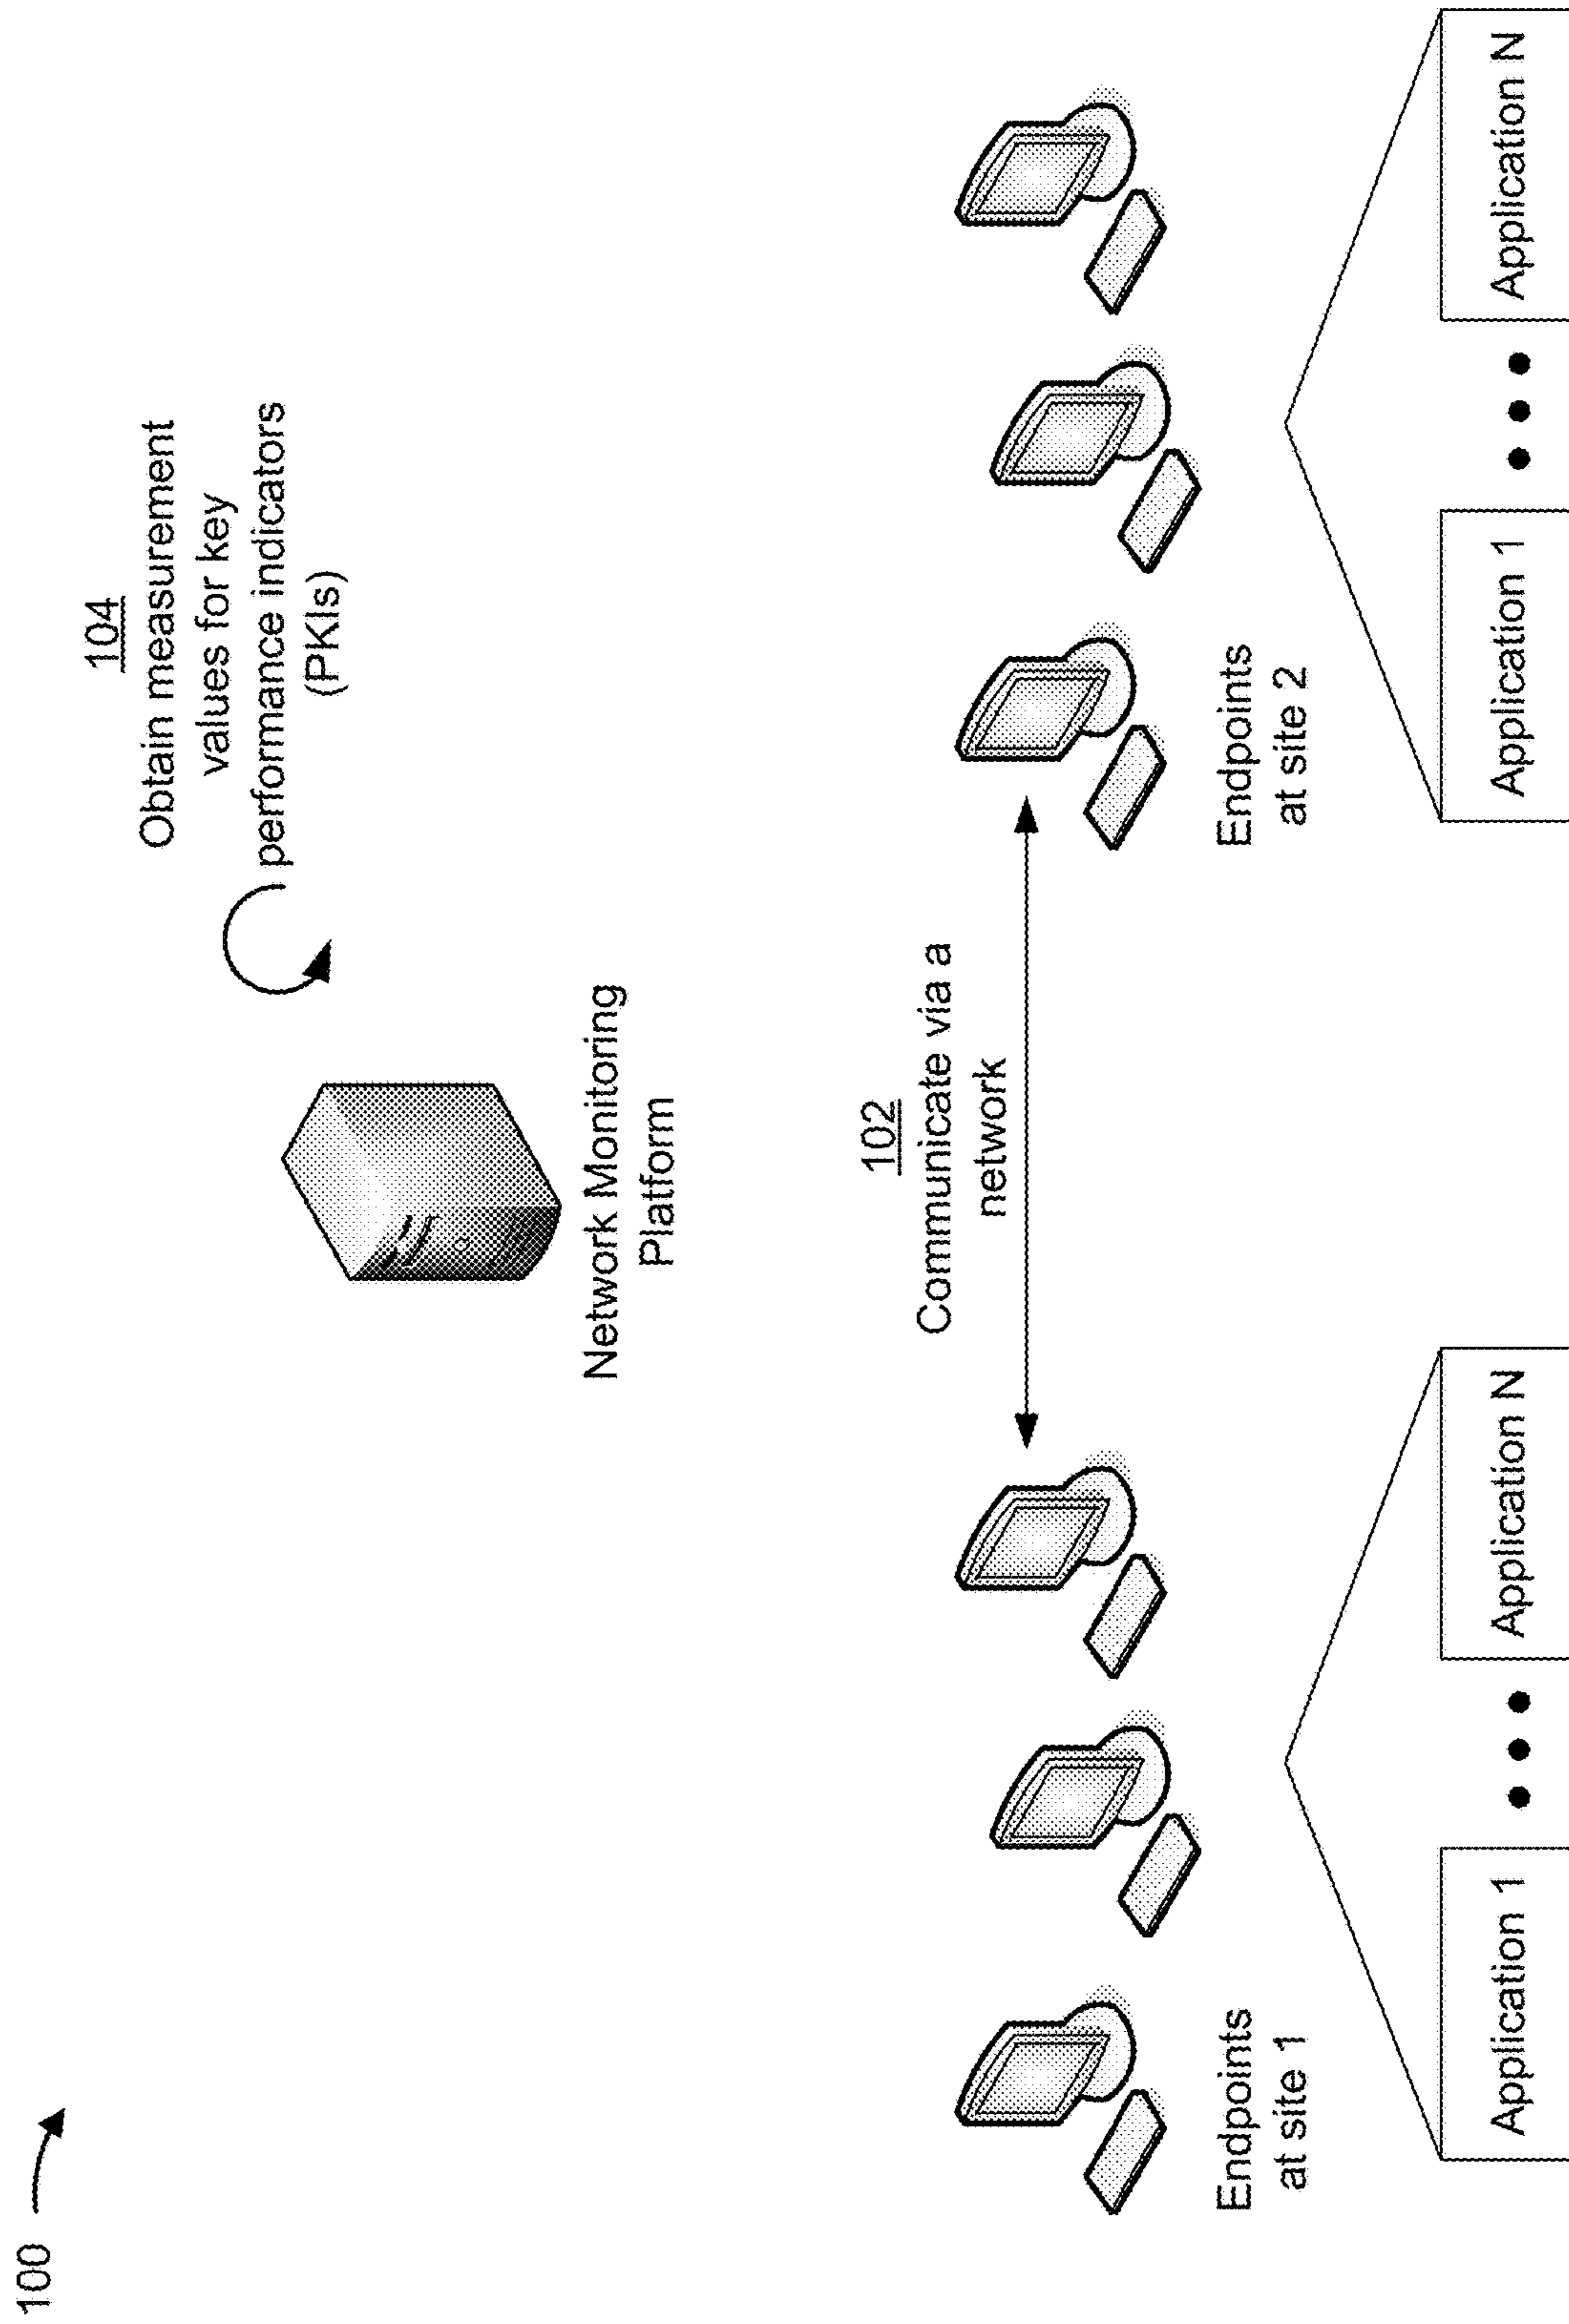 100
104
Obtain measurement
values for key
performance indicators
(PKIs)
Network Monitoring
Platform
102
Communicate via a
network
Endpoints
at site 1
Endpoints
at site 2
Application 1
Application N
Application 1
Application N